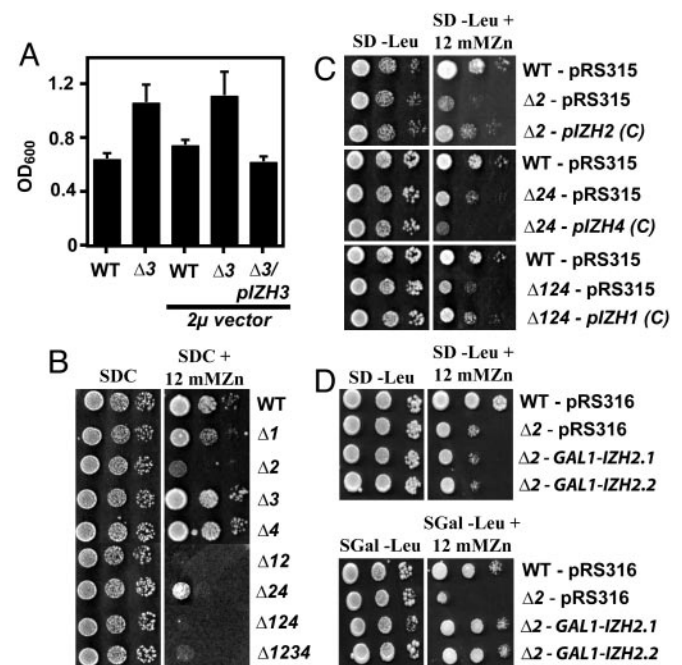 A
OD600
1.2
0.8
0.4
0
WT Δ3 WT Δ3 Δ3/
pIZH3
2µ vector
B
SDC
SDC +
12 mMZn
WT
Δ1
Δ2
Δ3
Δ4
Δ12
Δ24
Δ124
Δ1234
C
SD -Leu
SD -Leu +
12 mMZn
WT - pRS315
Δ2 - pRS315
Δ2 - pIZH2 (C)
WT - pRS315
Δ24 - pRS315
Δ24 - pIZH4 (C)
WT - pRS315
Δ124 - pRS315
Δ124 - pIZH1 (C)
D
SD -Leu
SD -Leu +
12 mMZn
WT - pRS316
Δ2 - pRS316
Δ2 - GAL1-IZH2.1
Δ2 - GAL1-IZH2.2
SGal -Leu
SGal -Leu +
12 mMZn
WT - pRS316
Δ2 - pRS316
Δ2 - GAL1-IZH2.1
Δ2 - GAL1-IZH2.2